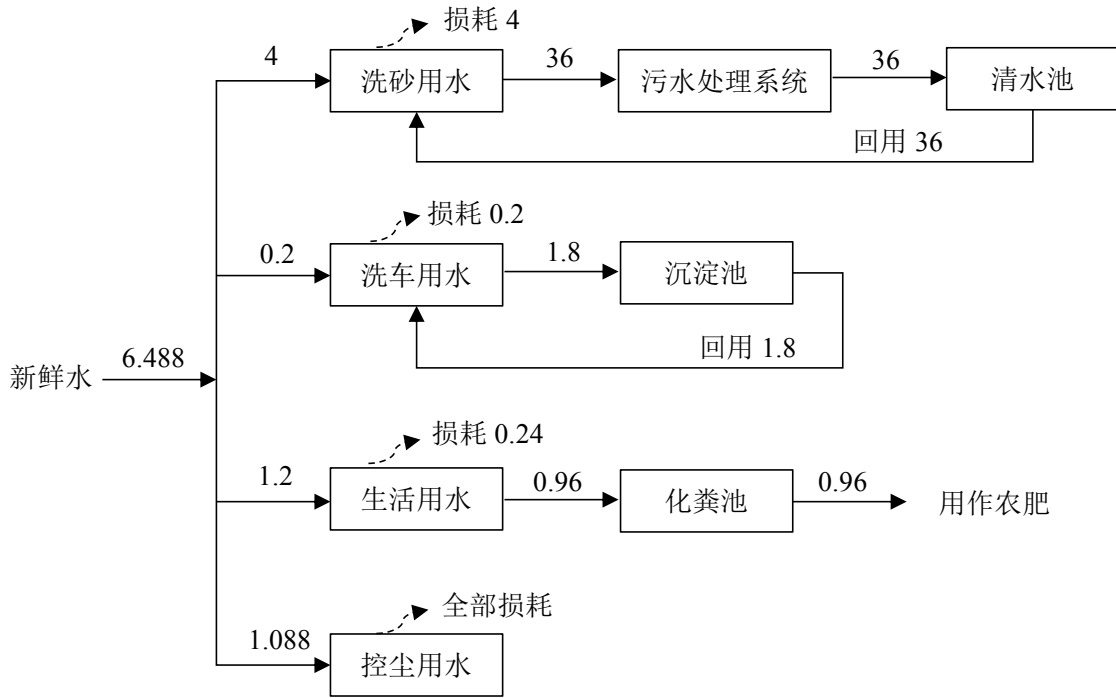 损耗 4
4
洗砂用水
36
污水处理系统
36
清水池
回用 36
损耗 0.2
0.2
洗车用水
1.8
沉淀池
回用 1.8
新鲜水
6.488
损耗 0.24
1.2
生活用水
0.96
化粪池
0.96
用作农肥
全部损耗
1.088
控尘用水